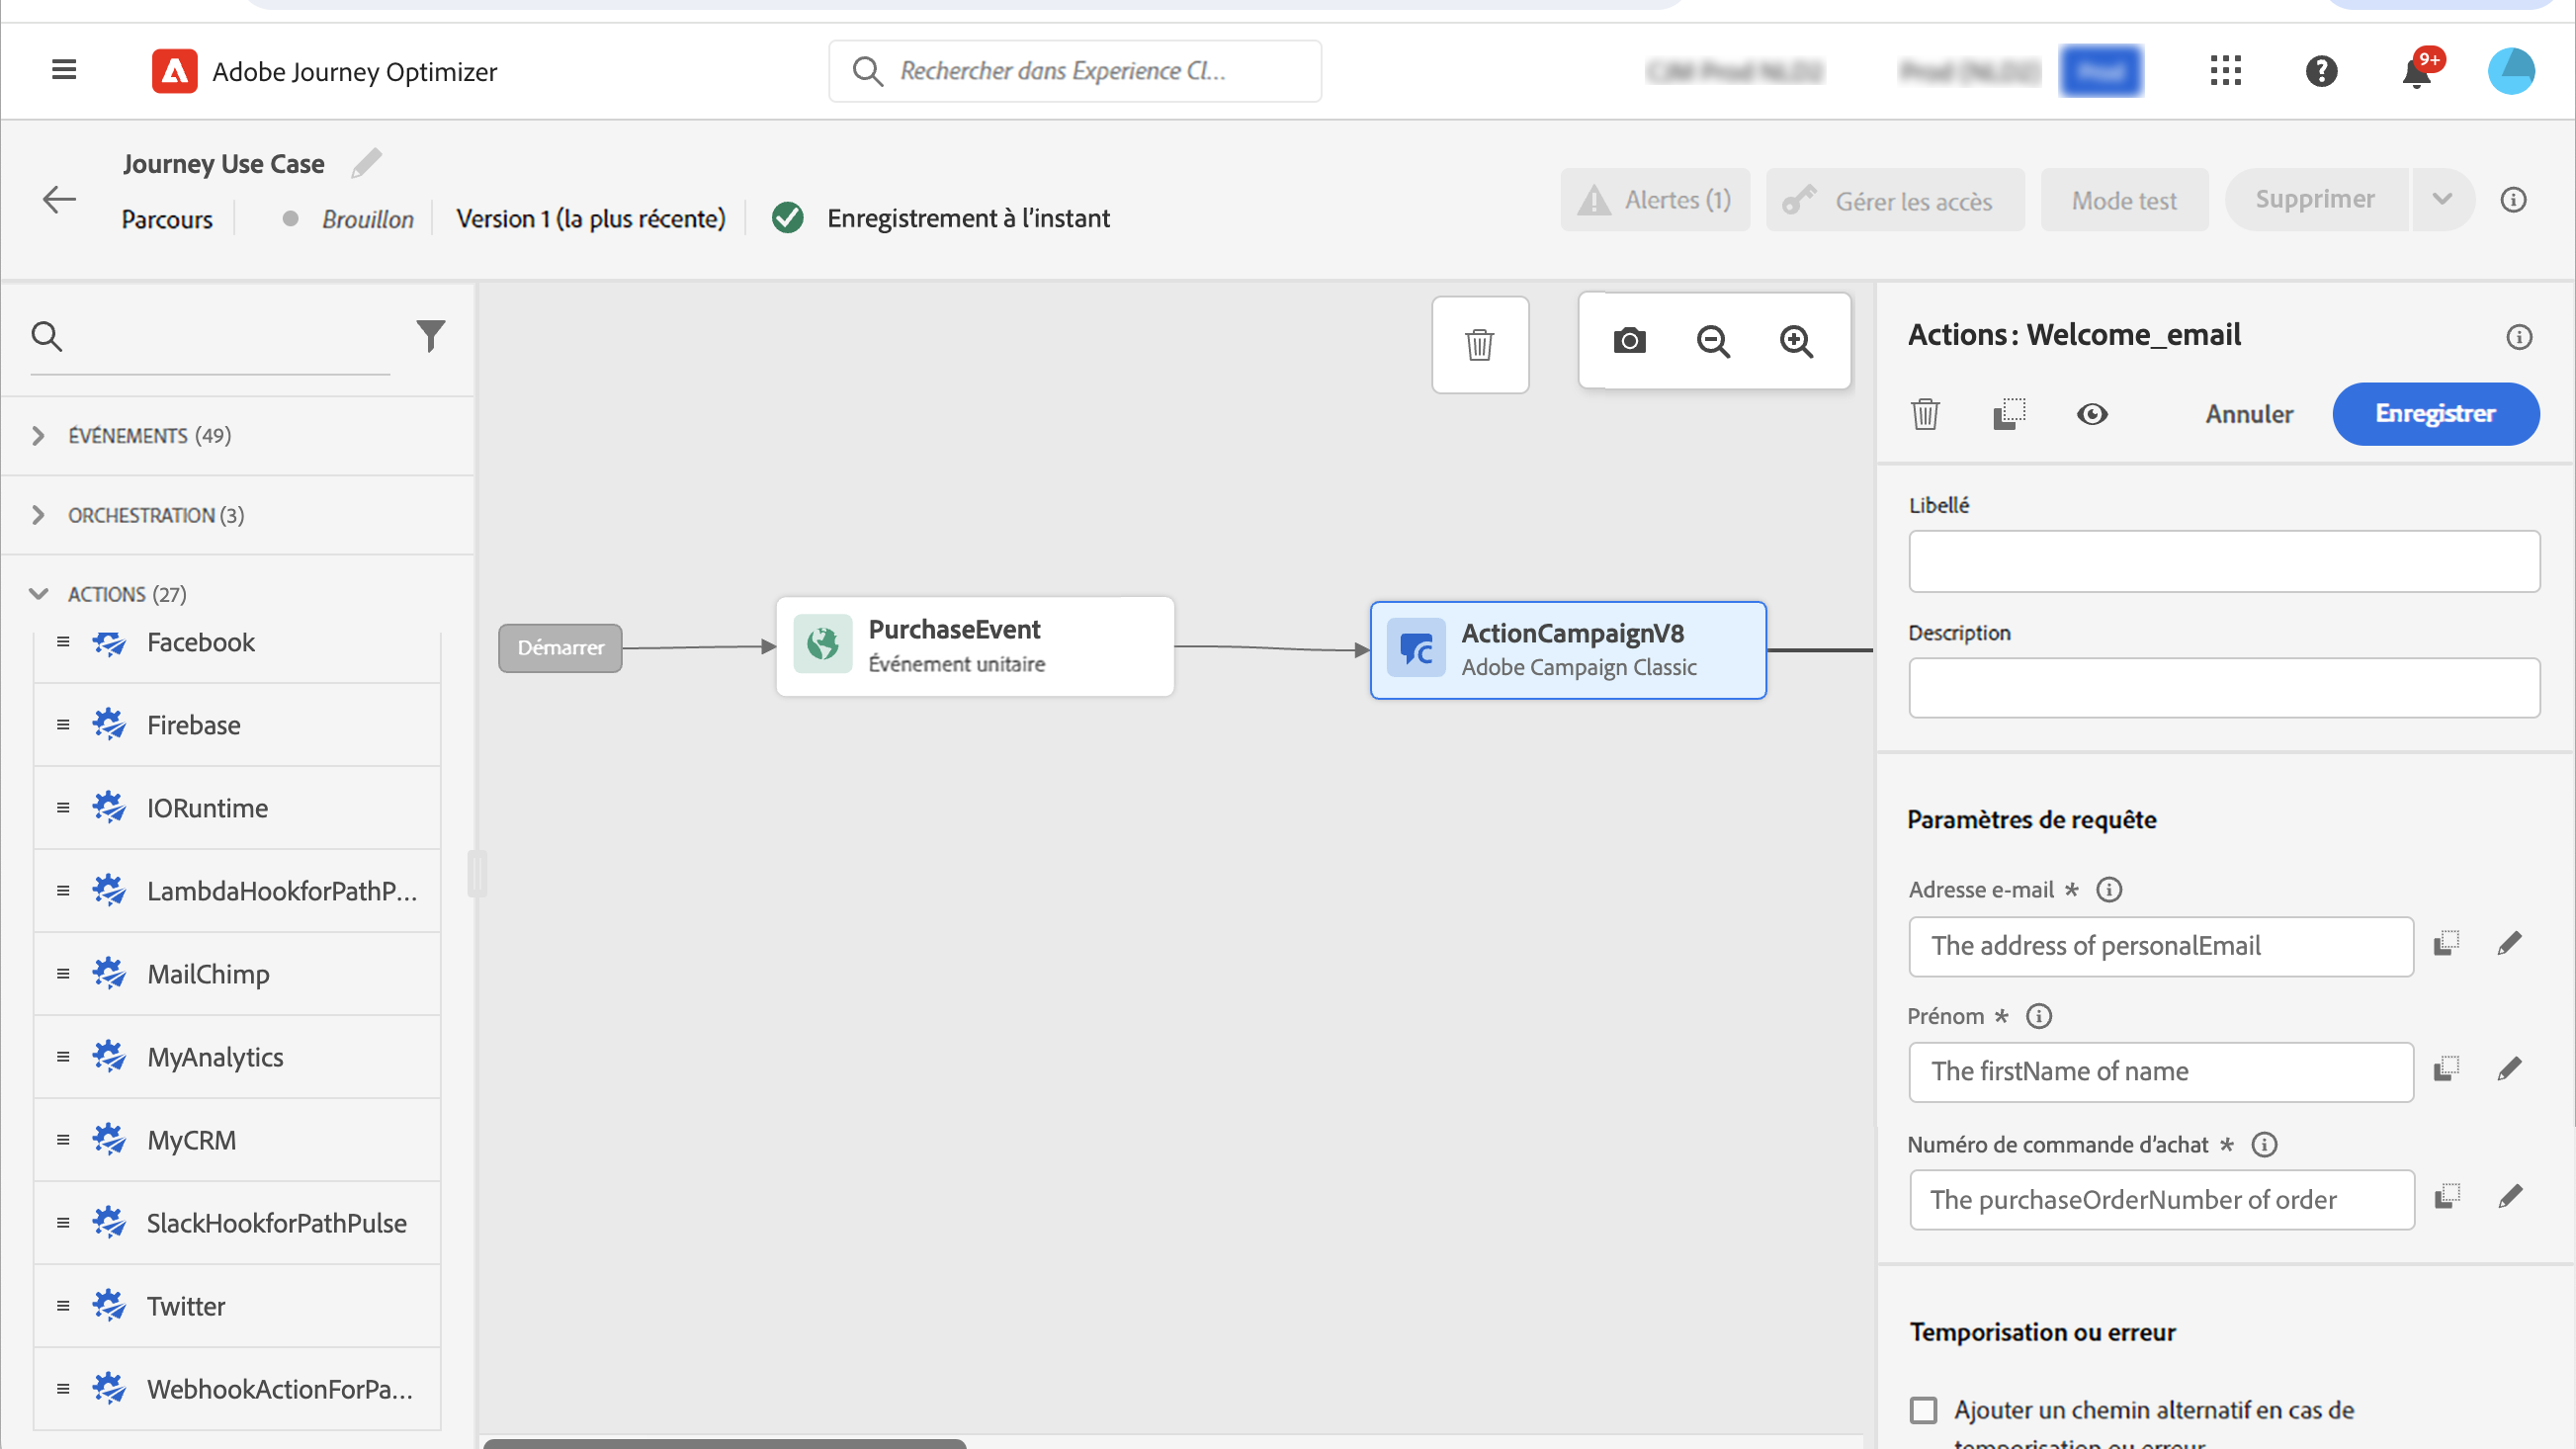 Adobe Journey Optimizer
Rechercher dans Experience Cl...
9+
Journey Use Case
Parcours
Brouillon
Version 1 (la plus récente)
Enregistrement à l’instant
Alertes (1)
Gérer les accès
Mode test
Supprimer
ÉVÉNEMENTS (49)
ORCHESTRATION (3)
ACTIONS (27)
Facebook
Firebase
IORuntime
LambdaHookforPathP...
MailChimp
MyAnalytics
MyCRM
SlackHookforPathPulse
Twitter
WebhookActionForPa...
Démarrer
PurchaseEvent
Événement unitaire
ActionCampaignV8
Adobe Campaign Classic
Actions : Welcome_email
Annuler
Enregistrer
Libellé
Description
Paramètres de requête
Adresse e-mail *
The address of personalEmail
Prénom *
The firstName of name
Numéro de commande d’achat *
The purchaseOrderNumber of order
Temporisation ou erreur
Ajouter un chemin alternatif en cas de
temporisation ou erreur